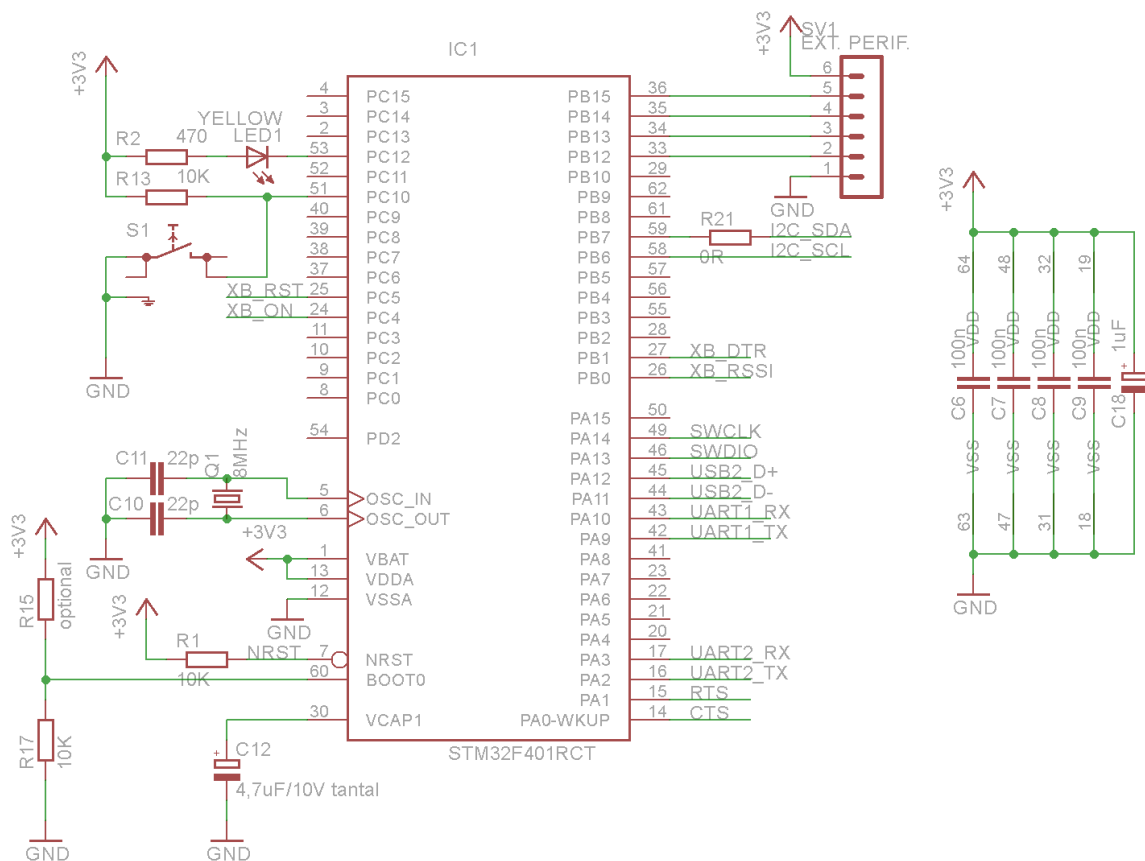 +3V3
SV1
EXT. PERIF.
6
5
4
3
2
1
GND
IC1
+3V3
R2
470
YELLOW
LED1
R13
10K
S1
GND
XB_RST
XB_ON
4 PC15
3 PC14
2 PC13
53 PC12
52 PC11
51 PC10
40 PC9
39 PC8
38 PC7
37 PC6
25 PC5
24 PC4
11 PC3
10 PC2
9 PC1
8 PC0
54 PD2
5 OSC_IN
6 OSC_OUT
1 VBAT
13 VDDA
12 VSSA
7 NRST
60 BOOT0
30 VCAP1
PB15 36
PB14 35
PB13 34
PB12 33
PB10 29
PB9 62
PB8 61
PB7 59
PB6 58
PB5 57
PB4 56
PB3 55
PB2 28
PB1 27
PB0 26
PA15 50
PA14 49
PA13 46
PA12 45
PA11 44
PA10 43
PA9 42
PA8 41
PA7 23
PA6 22
PA5 21
PA4 20
PA3 17
PA2 16
PA1 15
PA0-WKUP 14
R21
0R
I2C_SDA
I2C_SCL
XB_DTR
XB_RSSI
SWCLK
SWDIO
USB2_D+
USB2_D-
UART1_RX
UART1_TX
UART2_RX
UART2_TX
RTS
CTS
C11 22p
C10 22p
Q1
8MHz
GND
+3V3
GND
+3V3
R15
optional
R17
10K
GND
+3V3
R1
10K
NRST
C12
4,7uF/10V tantal
GND
STM32F401RCT
+3V3
64 48 32 19
VDD VDD VDD VDD
100n 100n 100n 100n 1uF
+
C6 C7 C8 C9 C18
VSS VSS VSS VSS
63 47 31 18
GND
+